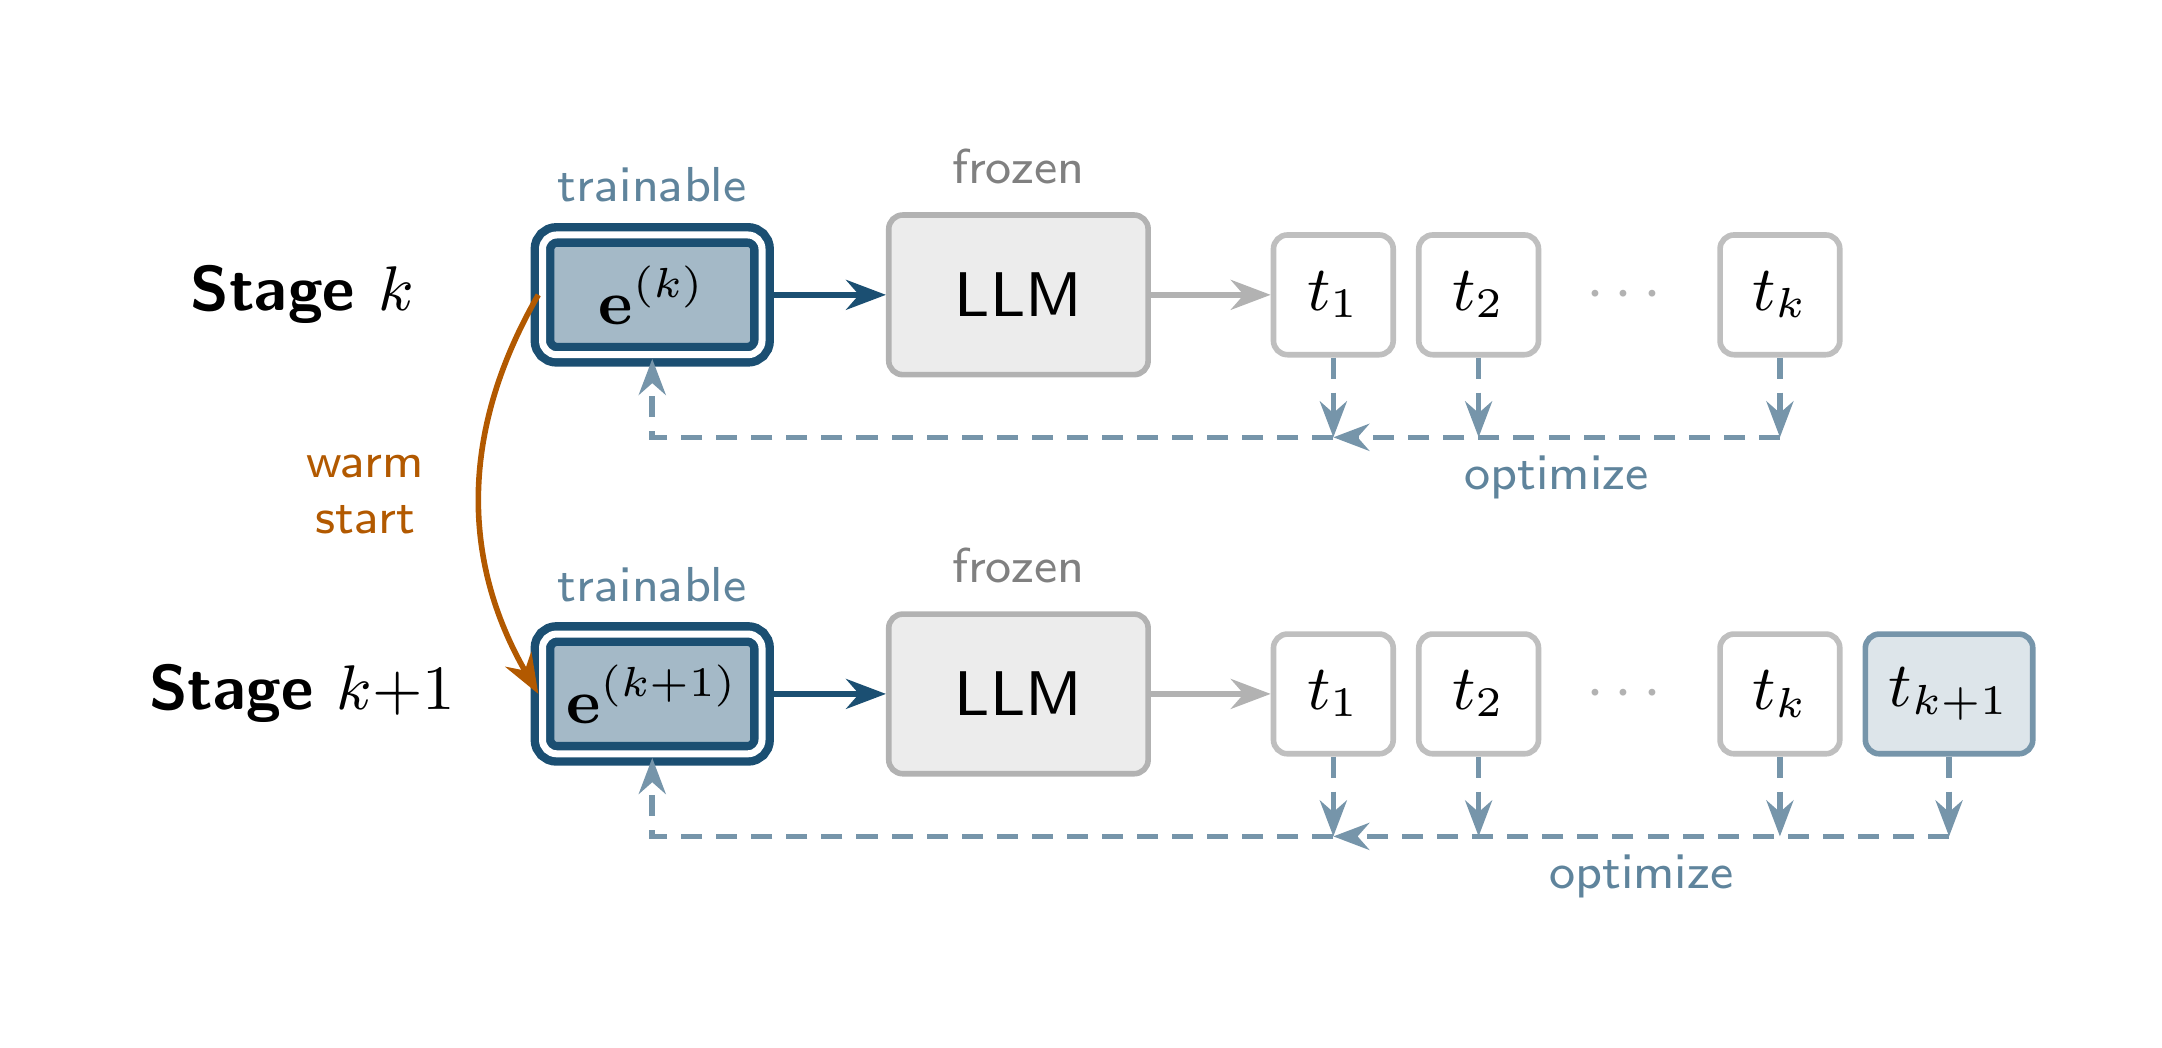 frozen
trainable
Stage k
e^(k)
LLM
t_1
t_2
···
t_k
optimize
warm
start
frozen
trainable
Stage k+1
e^(k+1)
LLM
t_1
t_2
···
t_k
t_{k+1}
optimize